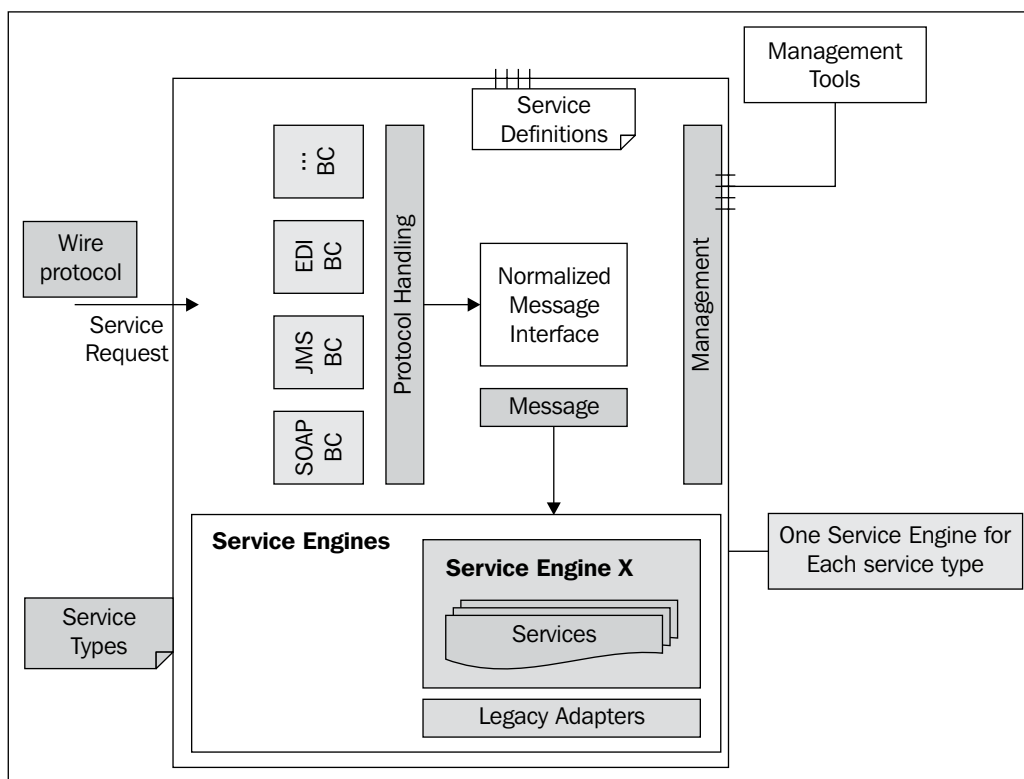 Management
Tools
Service
Definitions
...
BC
EDI
BC
JMS
BC
SOAP
BC
Protocol Handling
Wire
protocol
Service
Request
Normalized
Message
Interface
Message
Management
Service Engines
Service Engine X
Services
Legacy Adapters
One Service Engine for
Each service type
Service
Types